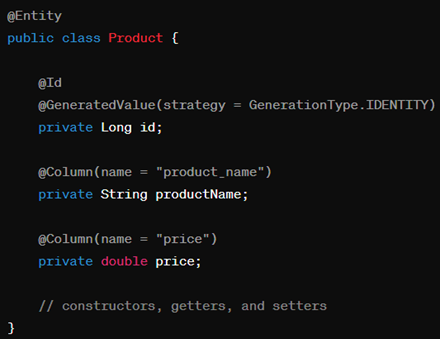 @Entity
public class Product {
@Id
@GeneratedValue(strategy = GenerationType.IDENTITY)
private Long id;
@Column(name = "product_name")
private String productName;
@Column(name = "price")
private double price;
// constructors, getters, and setters
}